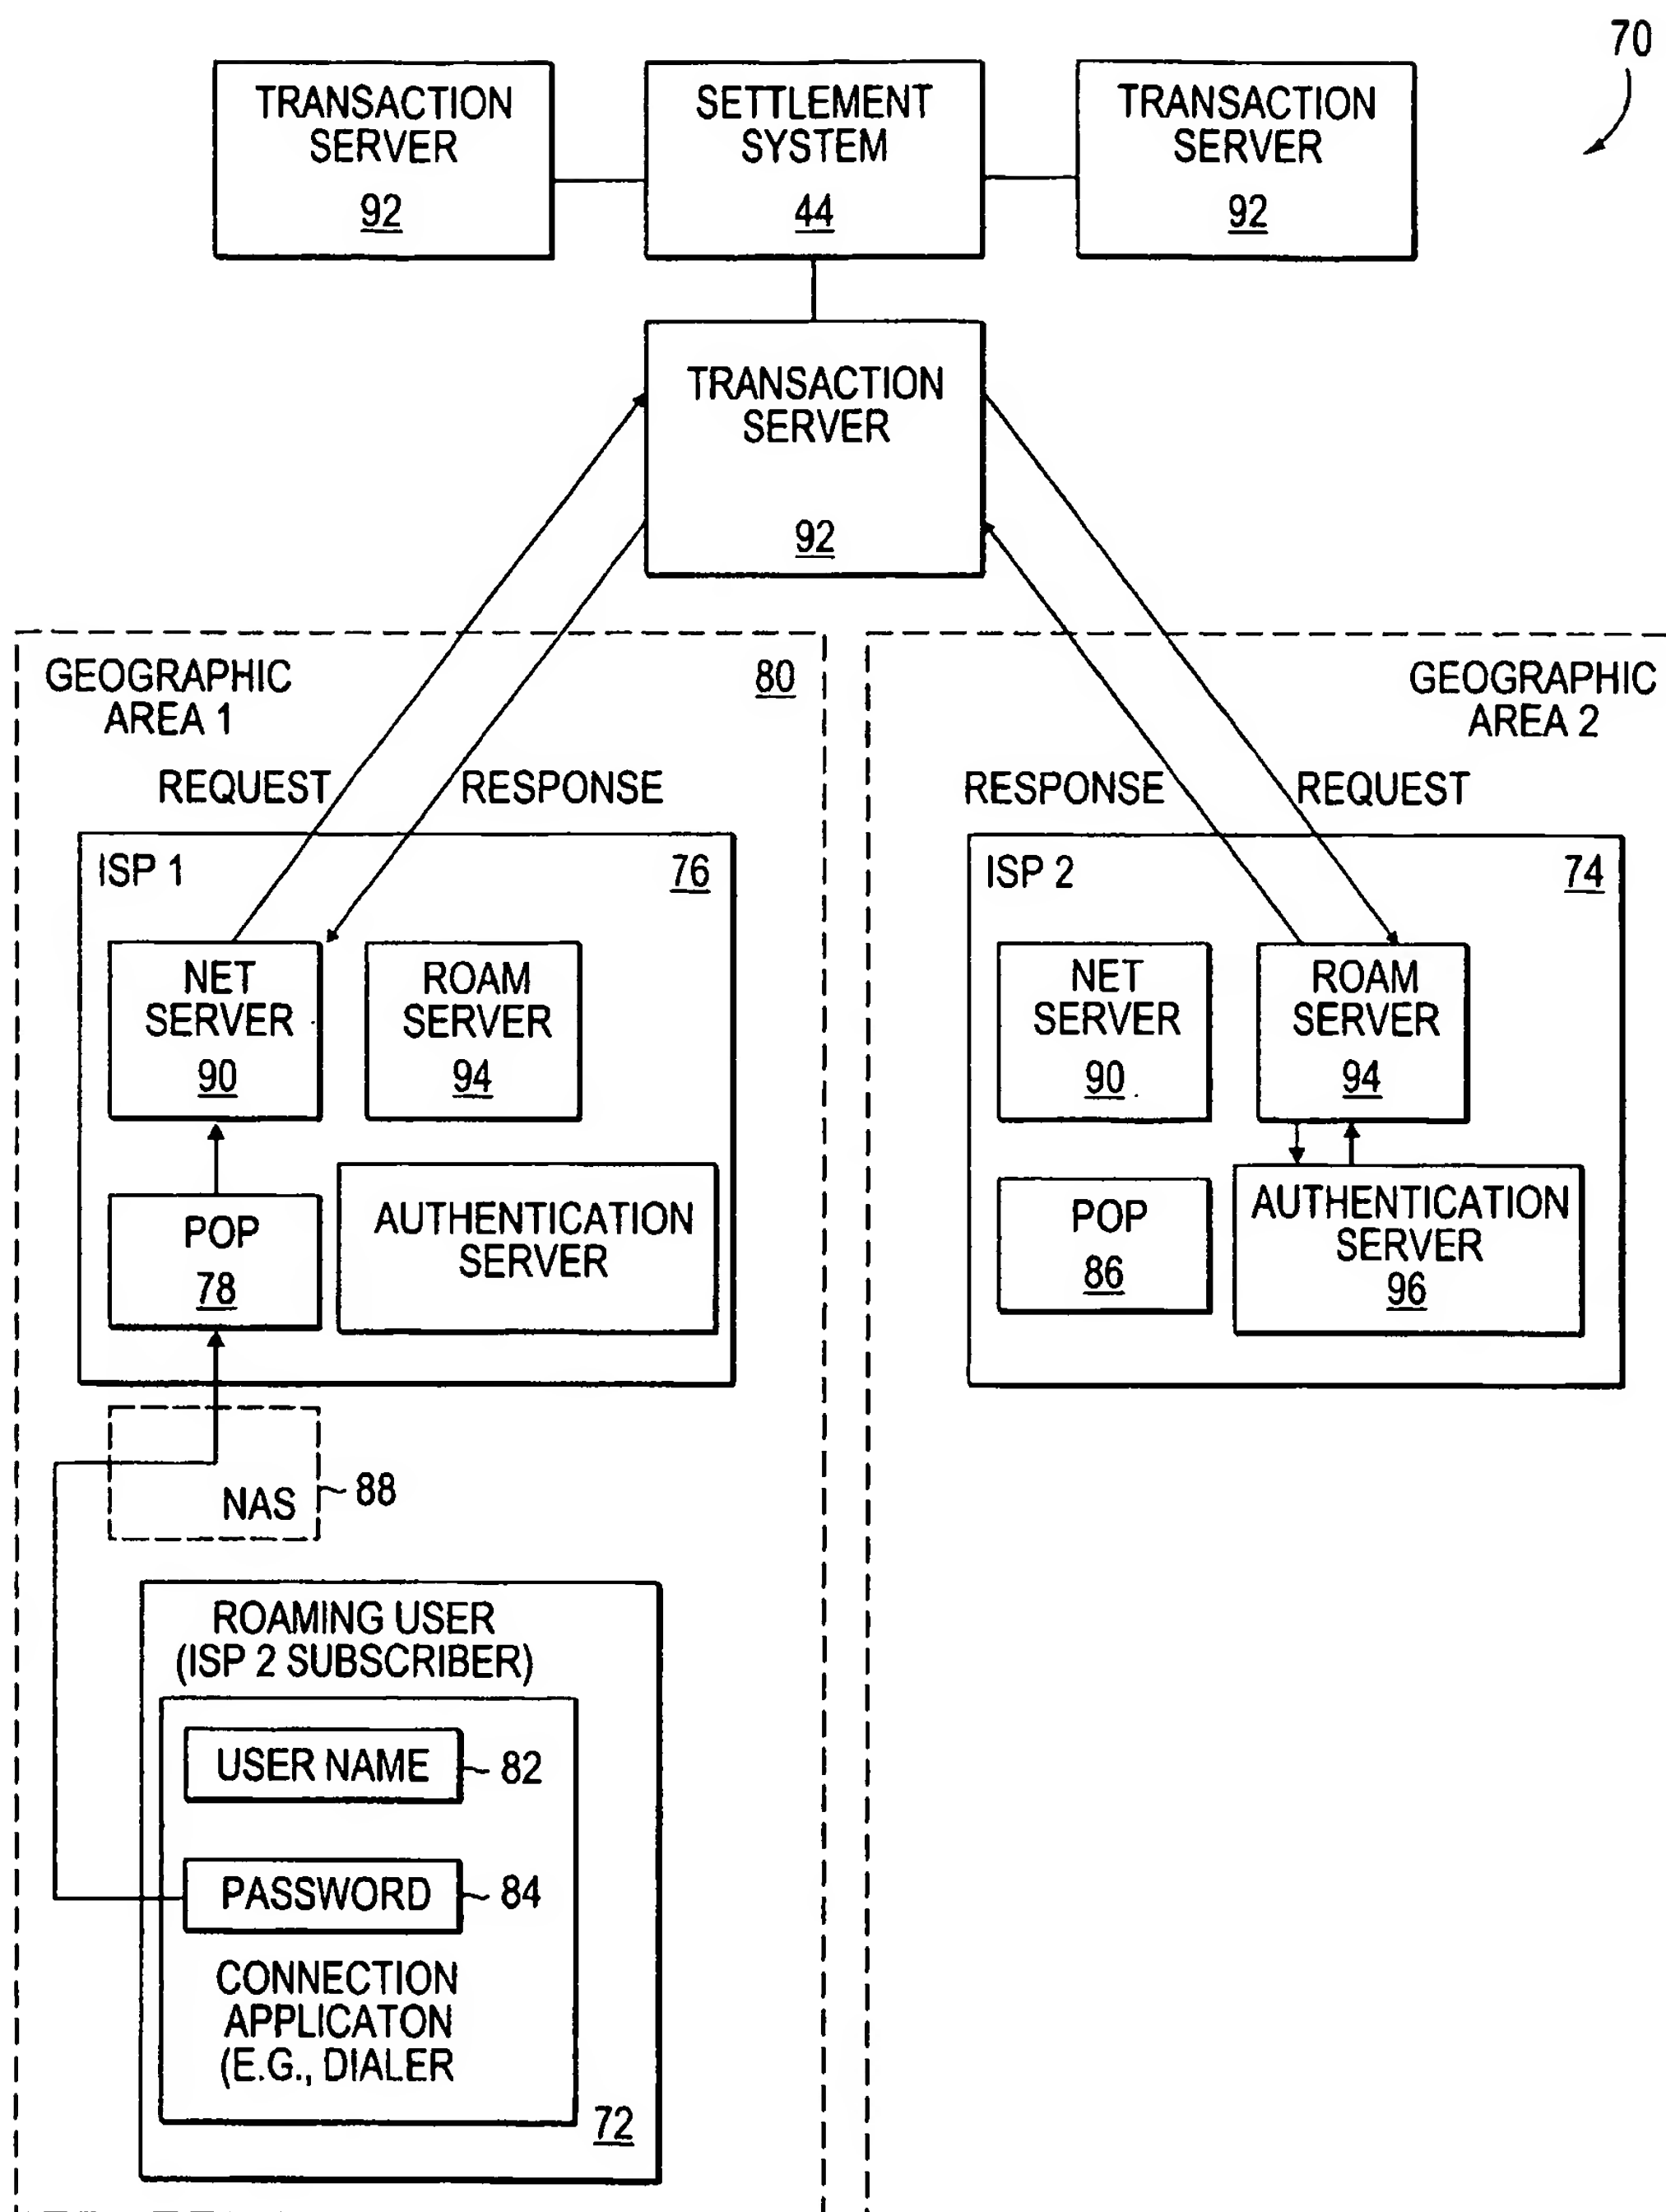 70
TRANSACTION
SERVER
92
SETTLEMENT
SYSTEM
44
TRANSACTION
SERVER
92
TRANSACTION
SERVER
92
GEOGRAPHIC
AREA 1
80
GEOGRAPHIC
AREA 2
REQUEST
RESPONSE
RESPONSE
REQUEST
ISP 1
76
NET
SERVER
90
ROAM
SERVER
94
POP
78
AUTHENTICATION
SERVER
ISP 2
74
NET
SERVER
90
ROAM
SERVER
94
POP
86
AUTHENTICATION
SERVER
96
NAS
88
ROAMING USER
(ISP 2 SUBSCRIBER)
USER NAME
82
PASSWORD
84
CONNECTION
APPLICATON
(E.G., DIALER
72